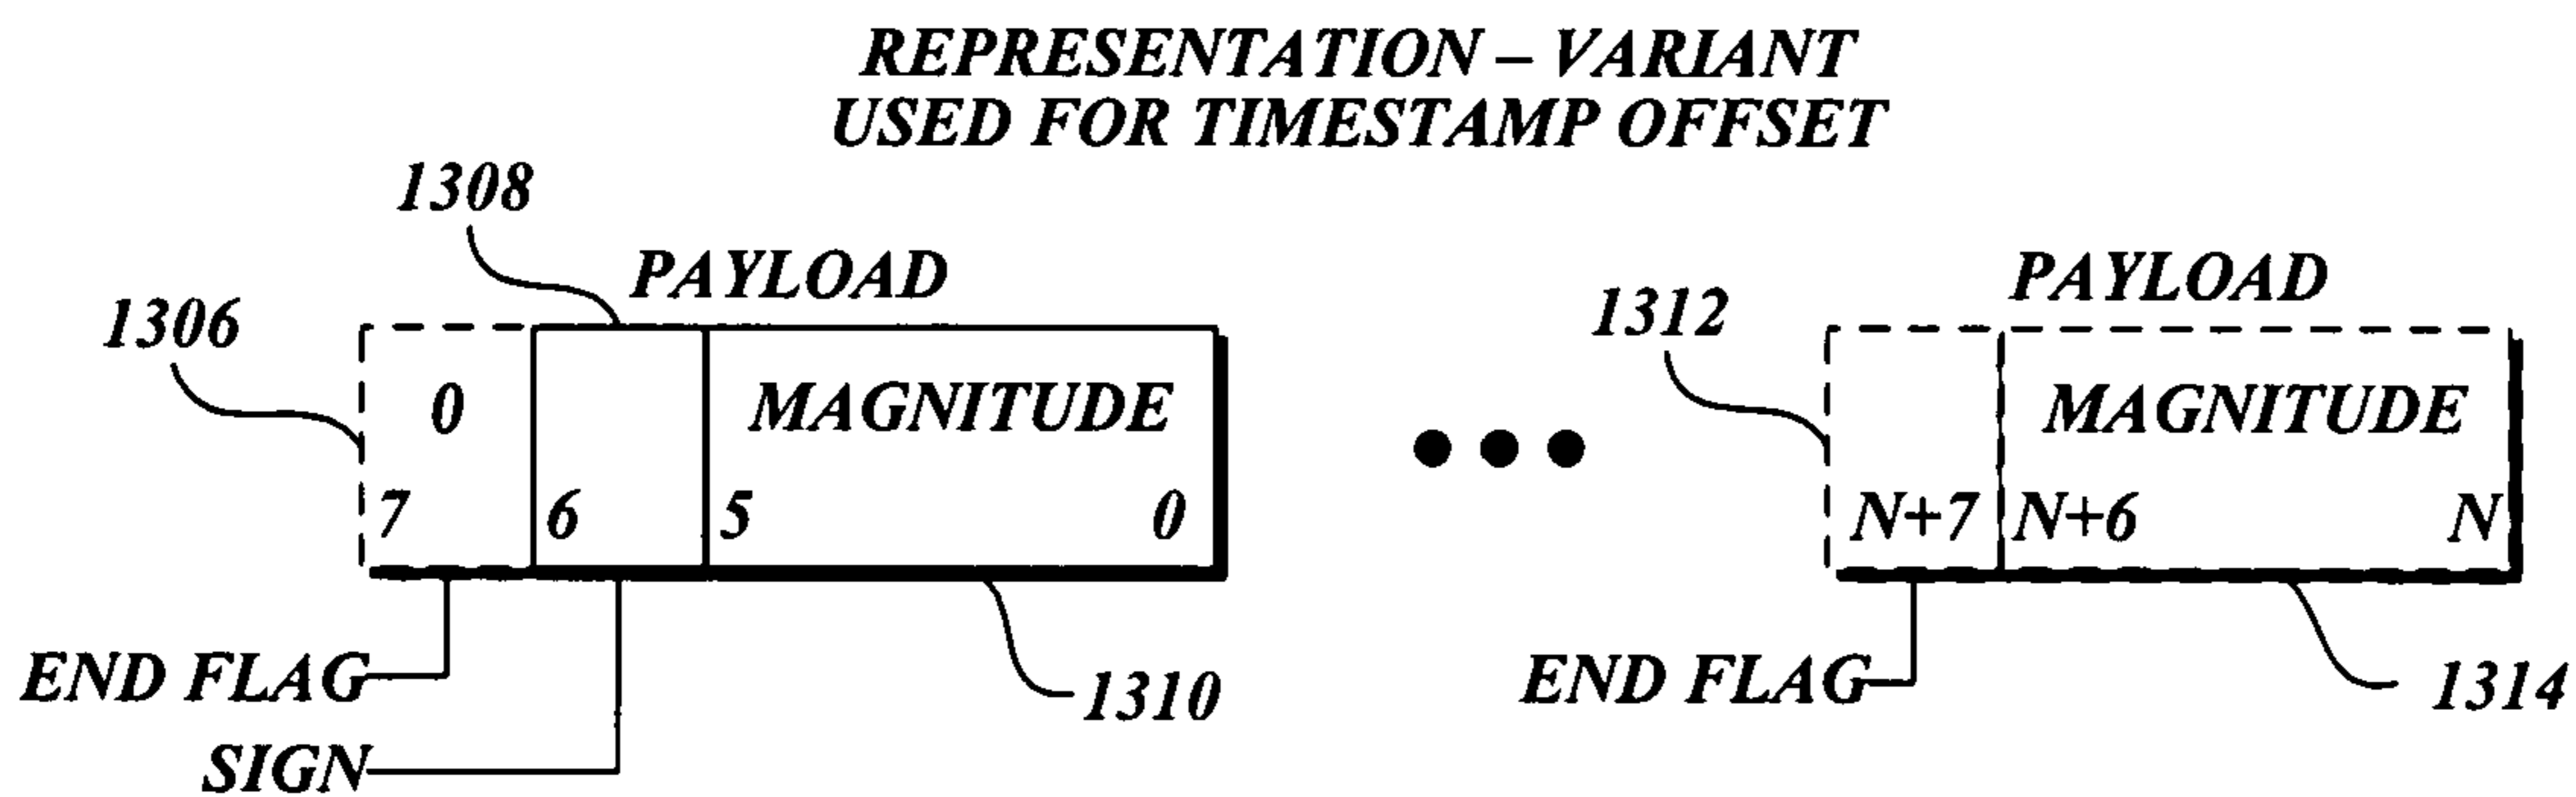 REPRESENTATION – VARIANT
USED FOR TIMESTAMP OFFSET
1308
PAYLOAD
PAYLOAD
1306
1312
0
MAGNITUDE
MAGNITUDE
7 6 5 0
N+7 N+6 N
END FLAG
1310
END FLAG
1314
SIGN